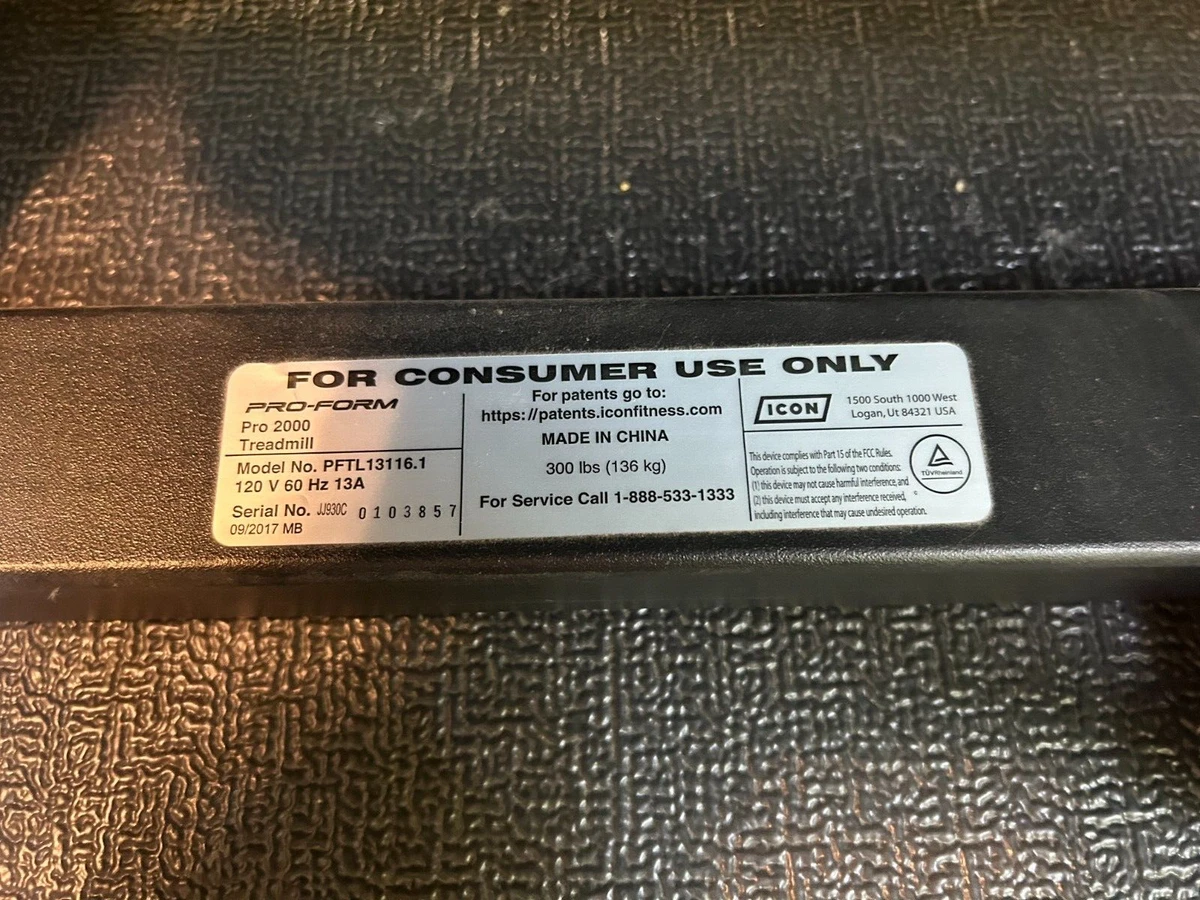 FOR CONSUMER USE ONLY
PRO-FORM
Pro 2000
Treadmill
Model No. PFTL13116.1
120 V 60 Hz 13A
Serial No. JJ930C 0103857
09/2017 MB
For patents go to:
https://patents.iconfitness.com
MADE IN CHINA
300 lbs (136 kg)
For Service Call 1-888-533-1333
ICON
1500 South 1000 West
Logan, Ut 84321 USA
This device complies with Part 15 of the FCC Rules.
Operation is subject to the following two conditions:
(1) this device may not cause harmful interference, and
(2) this device must accept any interference received,
including interference that may cause undesired operation.
TÜVRheinland